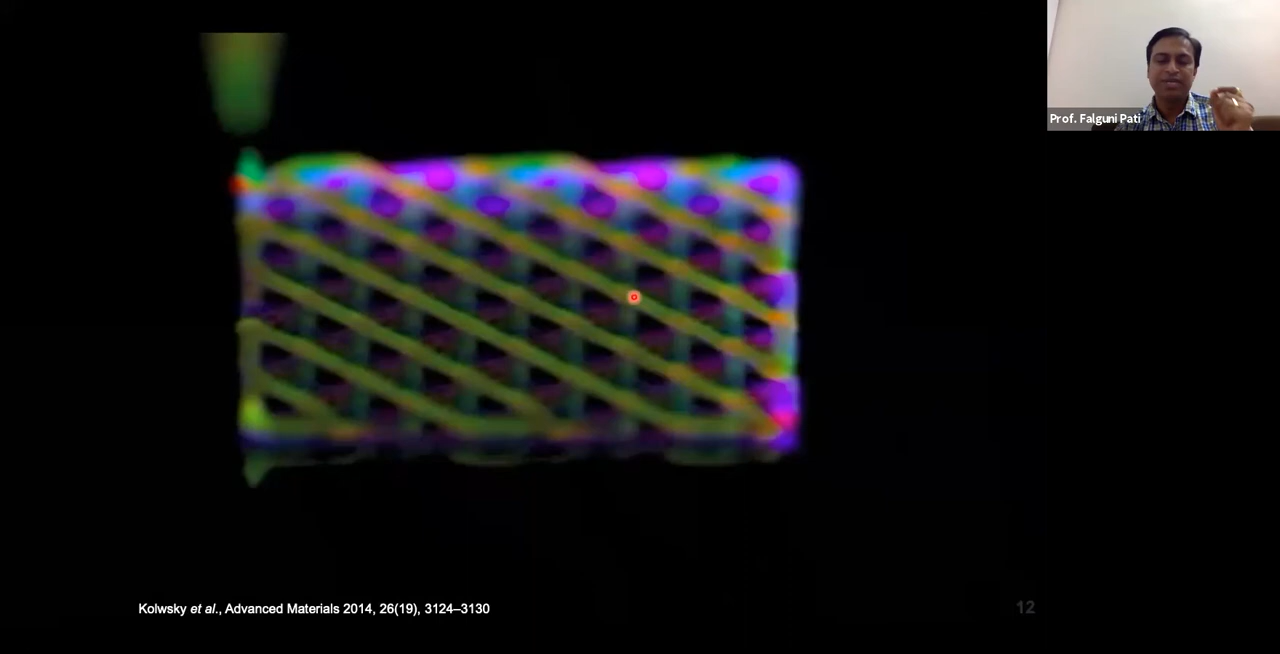 Prof. Falguni Pati
Kolwsky et al., Advanced Materials 2014, 26(19), 3124–3130
12